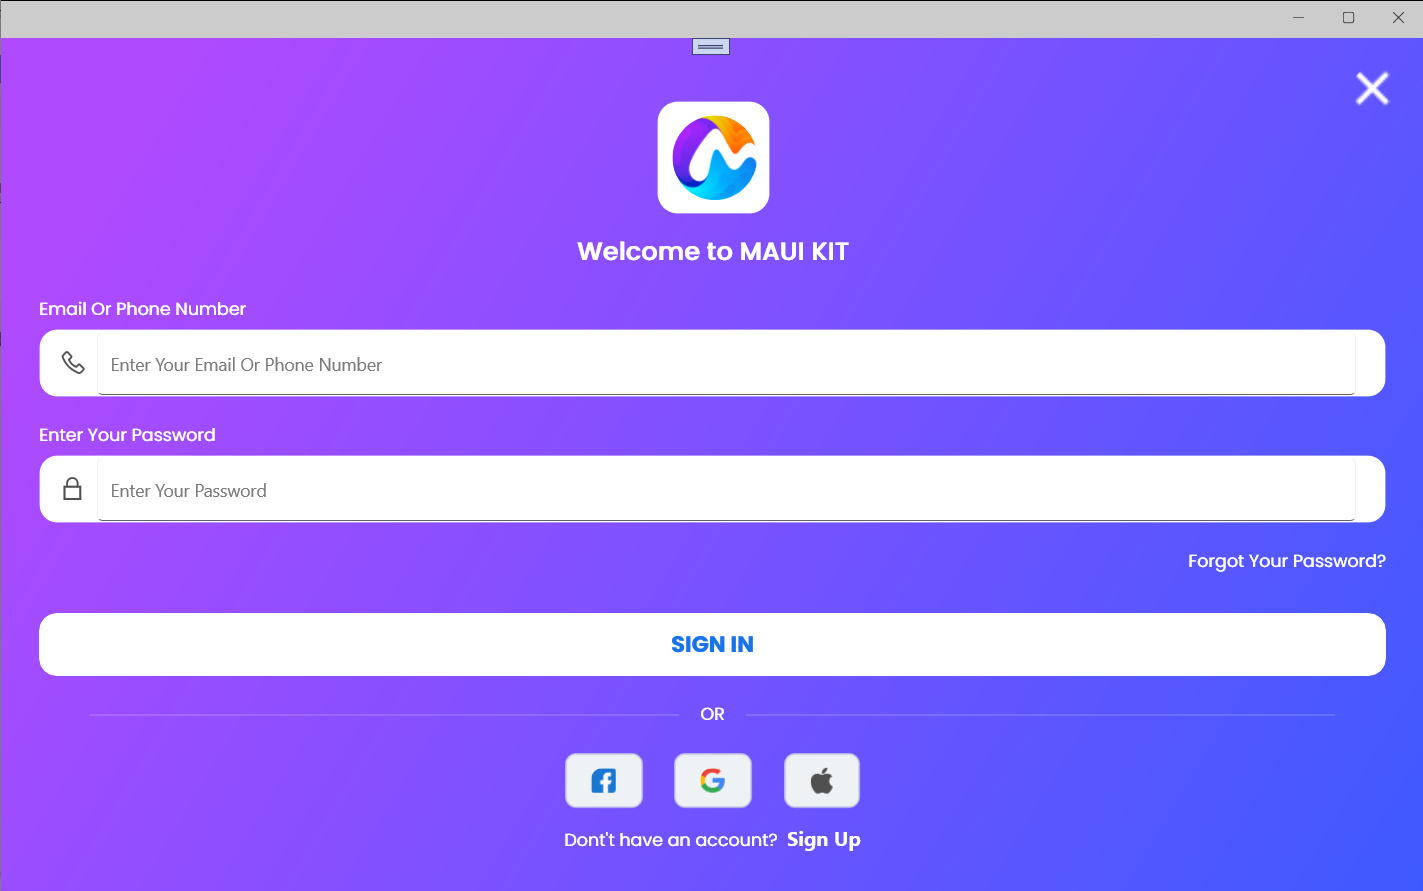 Welcome to MAUI KIT
Email Or Phone Number
Enter Your Email Or Phone Number
Enter Your Password
Enter Your Password
Forgot Your Password?
SIGN IN
OR
Dont't have an account? Sign Up